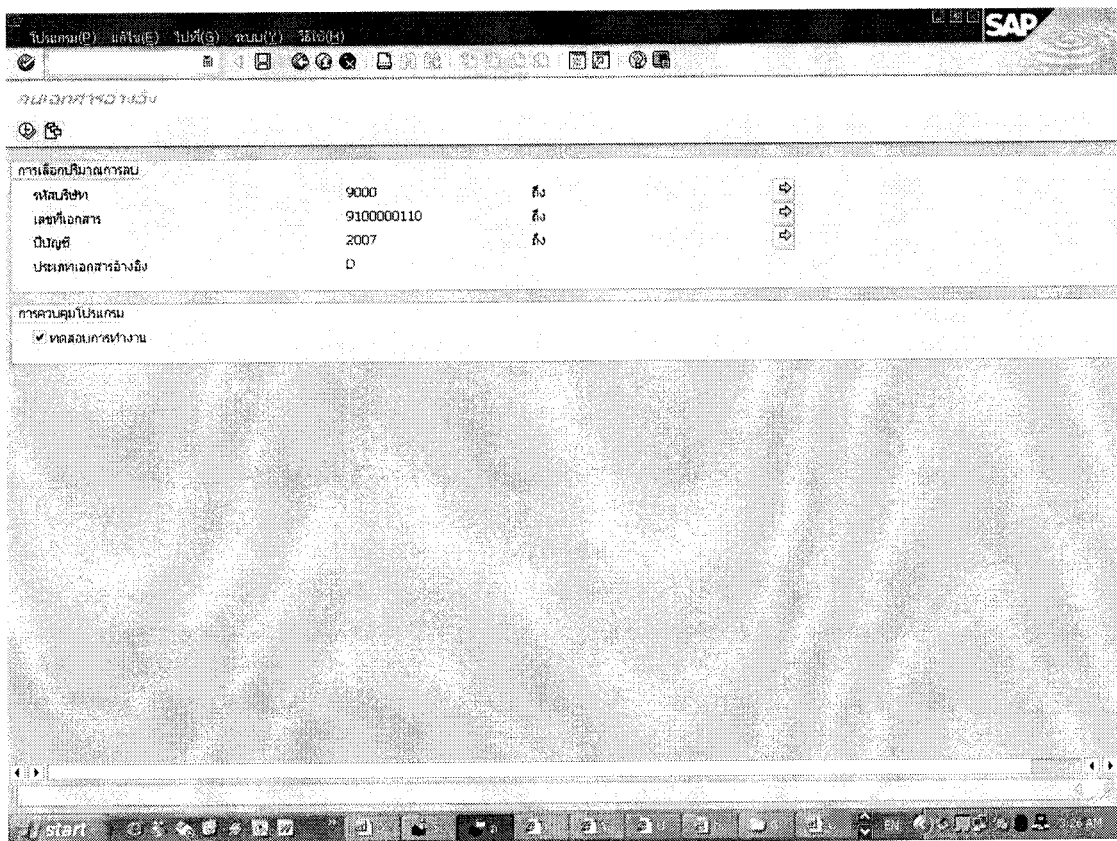 โปรแกรม(P) แก้ไข(E) ไปที่(G) ระบบ(Y) วิธีใช้(H)
SAP
ลบเอกสารอ้างอิง
การเลือกปริมาณการลบ
รหัสบริษัท 9000 ถึง
เลขที่เอกสาร 9100000110 ถึง
ปีบัญชี 2007 ถึง
ประเภทเอกสารอ้างอิง D
การควบคุมโปรแกรม
ทดสอบการทำงาน
start EN